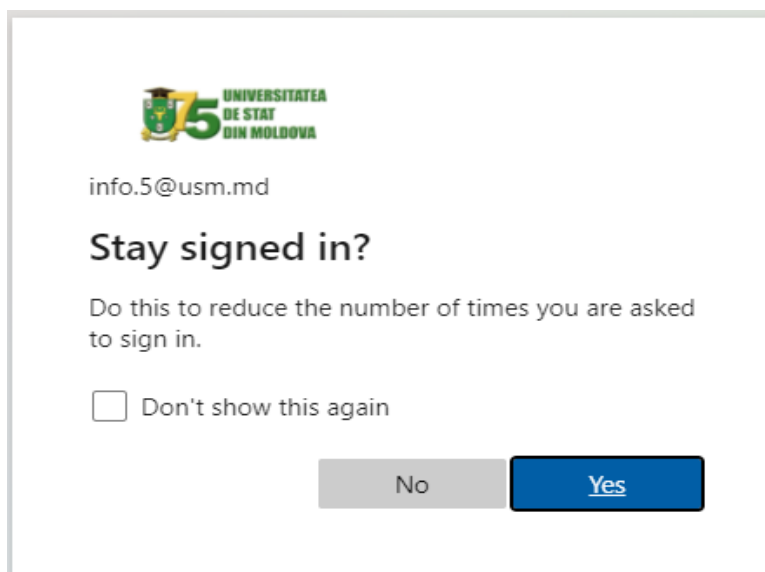 75 UNIVERSITATEA
DE STAT
DIN MOLDOVA
info.5@usm.md
Stay signed in?
Do this to reduce the number of times you are asked
to sign in.
Don't show this again
No Yes